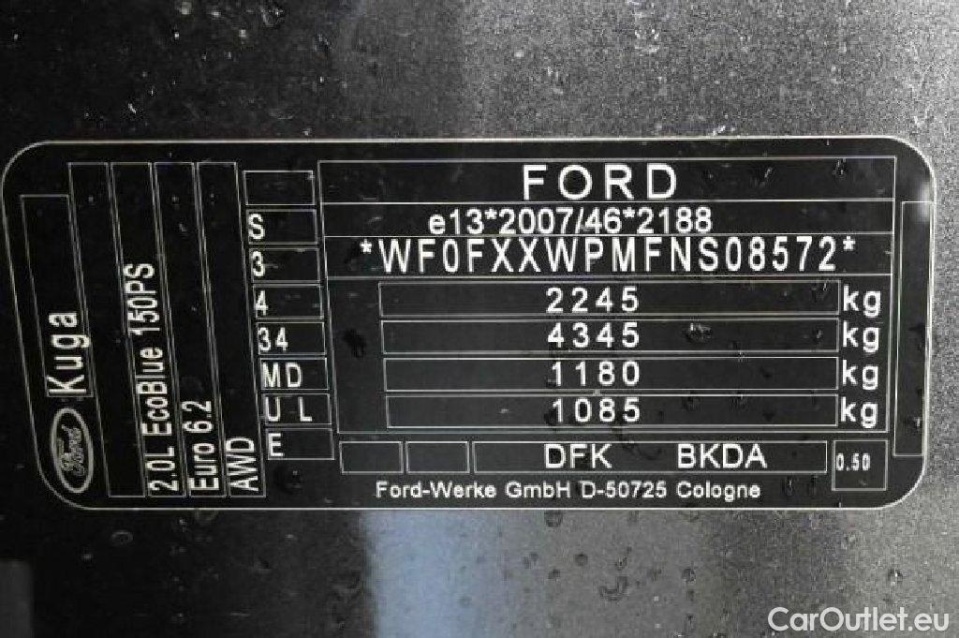 FORD
e13*2007/46*2188
*WF0FXXWPMFNS08572*
2245 kg
4345 kg
1180 kg
1085 kg
DFK BKDA 0.50
Ford-Werke GmbH D-50725 Cologne
S
3
4
34
MD
U L
E
Ford Kuga
2.0L EcoBlue 150PS
Euro 6.2
AWD
CarOutlet.eu